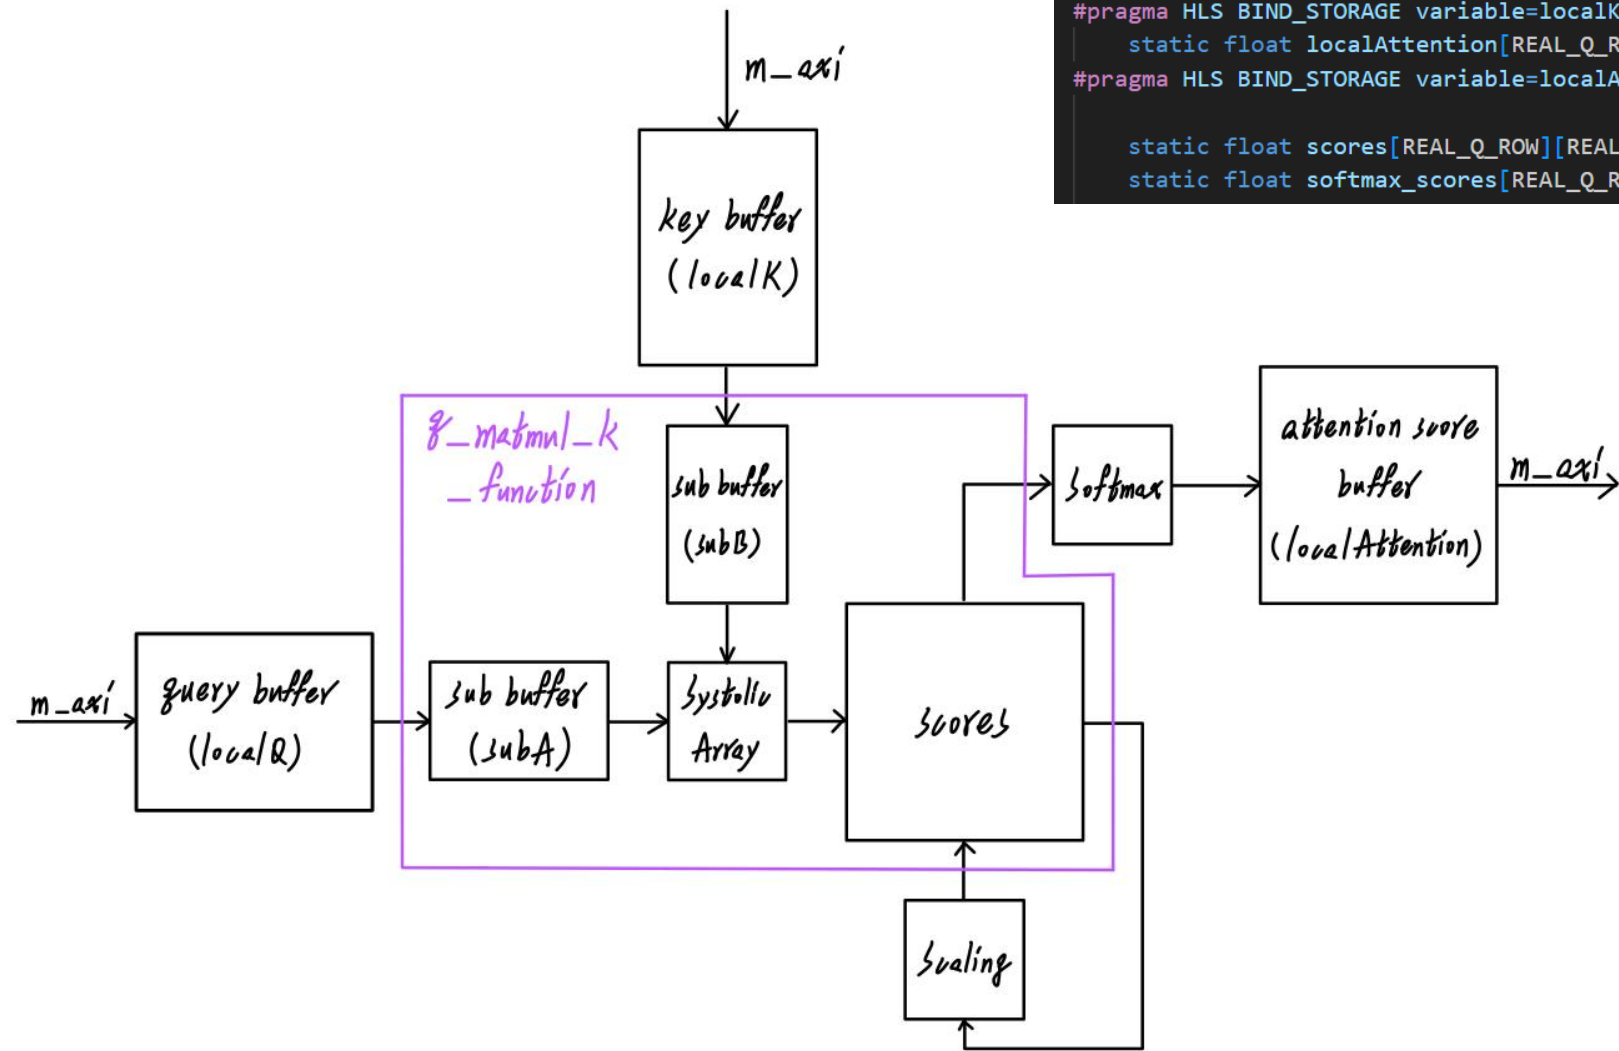 #pragma HLS BIND_STORAGE variable=localK
static float localAttention[REAL_Q_R
#pragma HLS BIND_STORAGE variable=localA
static float scores[REAL_Q_ROW][REAL
static float softmax_scores[REAL_Q_R
m_axi
key buffer
(localK)
q_matmul_k
_function
sub buffer
(subB)
softmax
attention score
buffer
(localAttention)
m_axi
m_axi
query buffer
(localQ)
sub buffer
(subA)
Systolic
Array
scores
Scaling